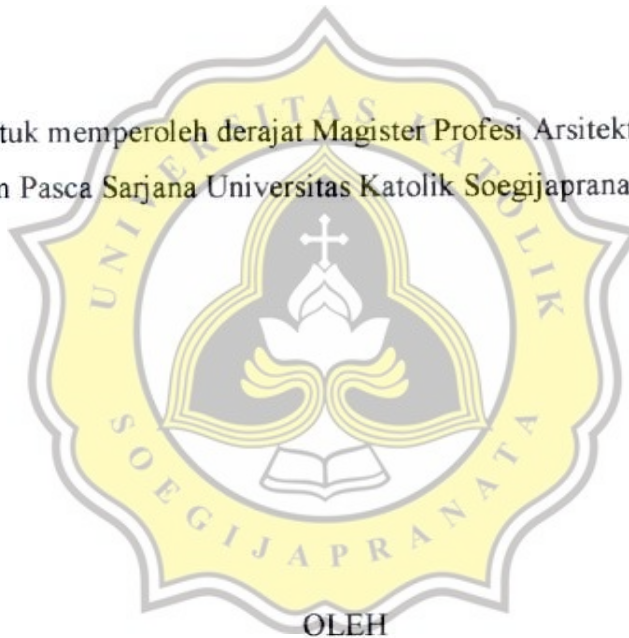 tuk memperoleh derajat Magister Profesi Arsitekt
Pasca Sarjana Universitas Katolik Soegijaprana
UNIVERSITAS KATOLIK
SOEGIJAPRANATA
OLEH